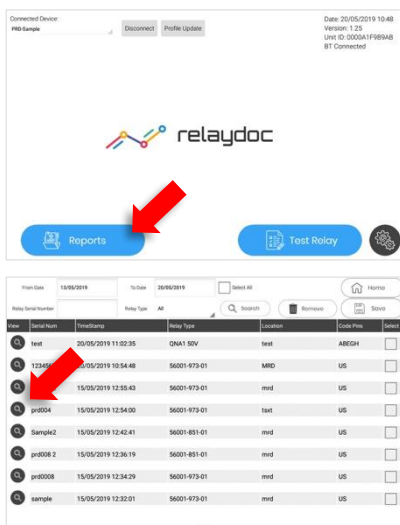 Connected Device:
PRD-Sample
Disconnect
Profile Update
Date: 20/05/2019 10:48
Version: 1.25
Unit ID: 0000A1F9B9AB
BT Connected
relaydoc
Reports
Test Relay
From Date 13/05/2019 To Date 20/05/2019 Select All Home
Relay Serial Number Relay Type All Search Remove Save
View Serial Num TimeStamp Relay Type Location Code Pins Select
test 20/05/2019 11:02:35 QNA1 50V test ABEGH
20/05/2019 10:54:48 56001-973-01 MRD US
15/05/2019 12:55:43 56001-973-01 mrd US
prd004 15/05/2019 12:54:00 56001-973-01 US
Sample2 15/05/2019 12:42:41 56001-851-01 mrd US
prd008 2 15/05/2019 12:36:19 56001-851-01 mrd US
prd0008 15/05/2019 12:34:29 56001-973-01 mrd US
sample 15/05/2019 12:32:01 56001-973-01 mrd US